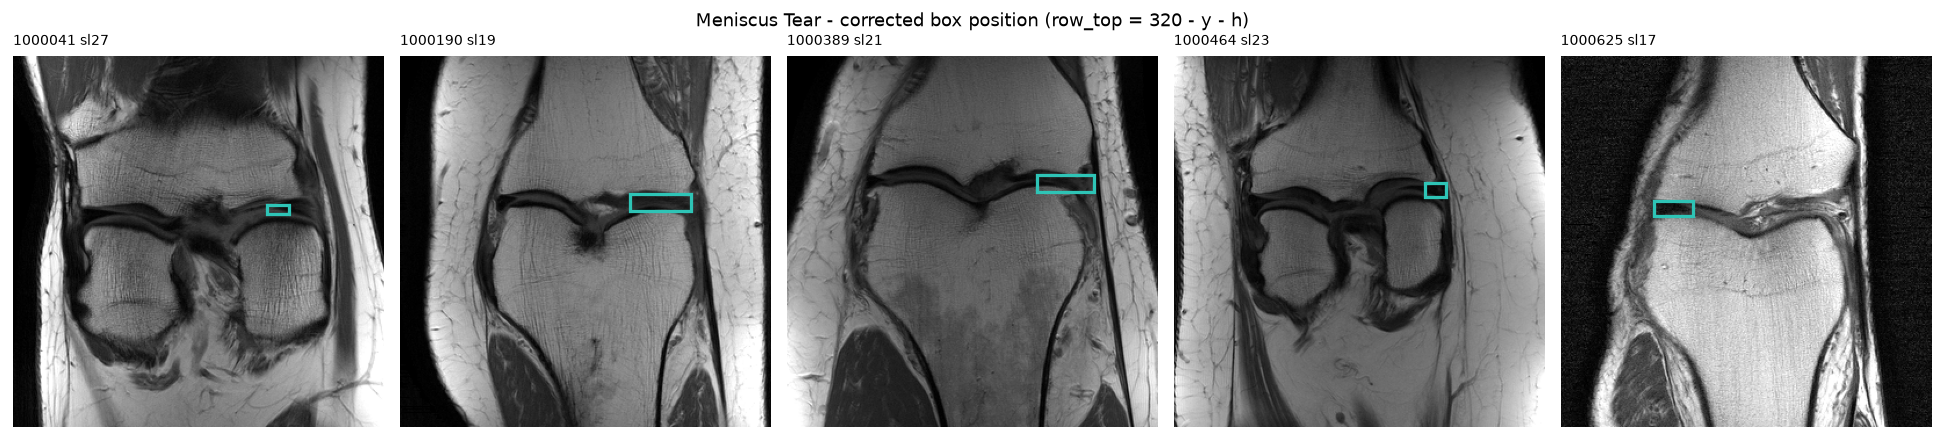 Meniscus Tear - corrected box position (row_top = 320 - y - h)
1000041 sl27
1000190 sl19
1000389 sl21
1000464 sl23
1000625 sl17